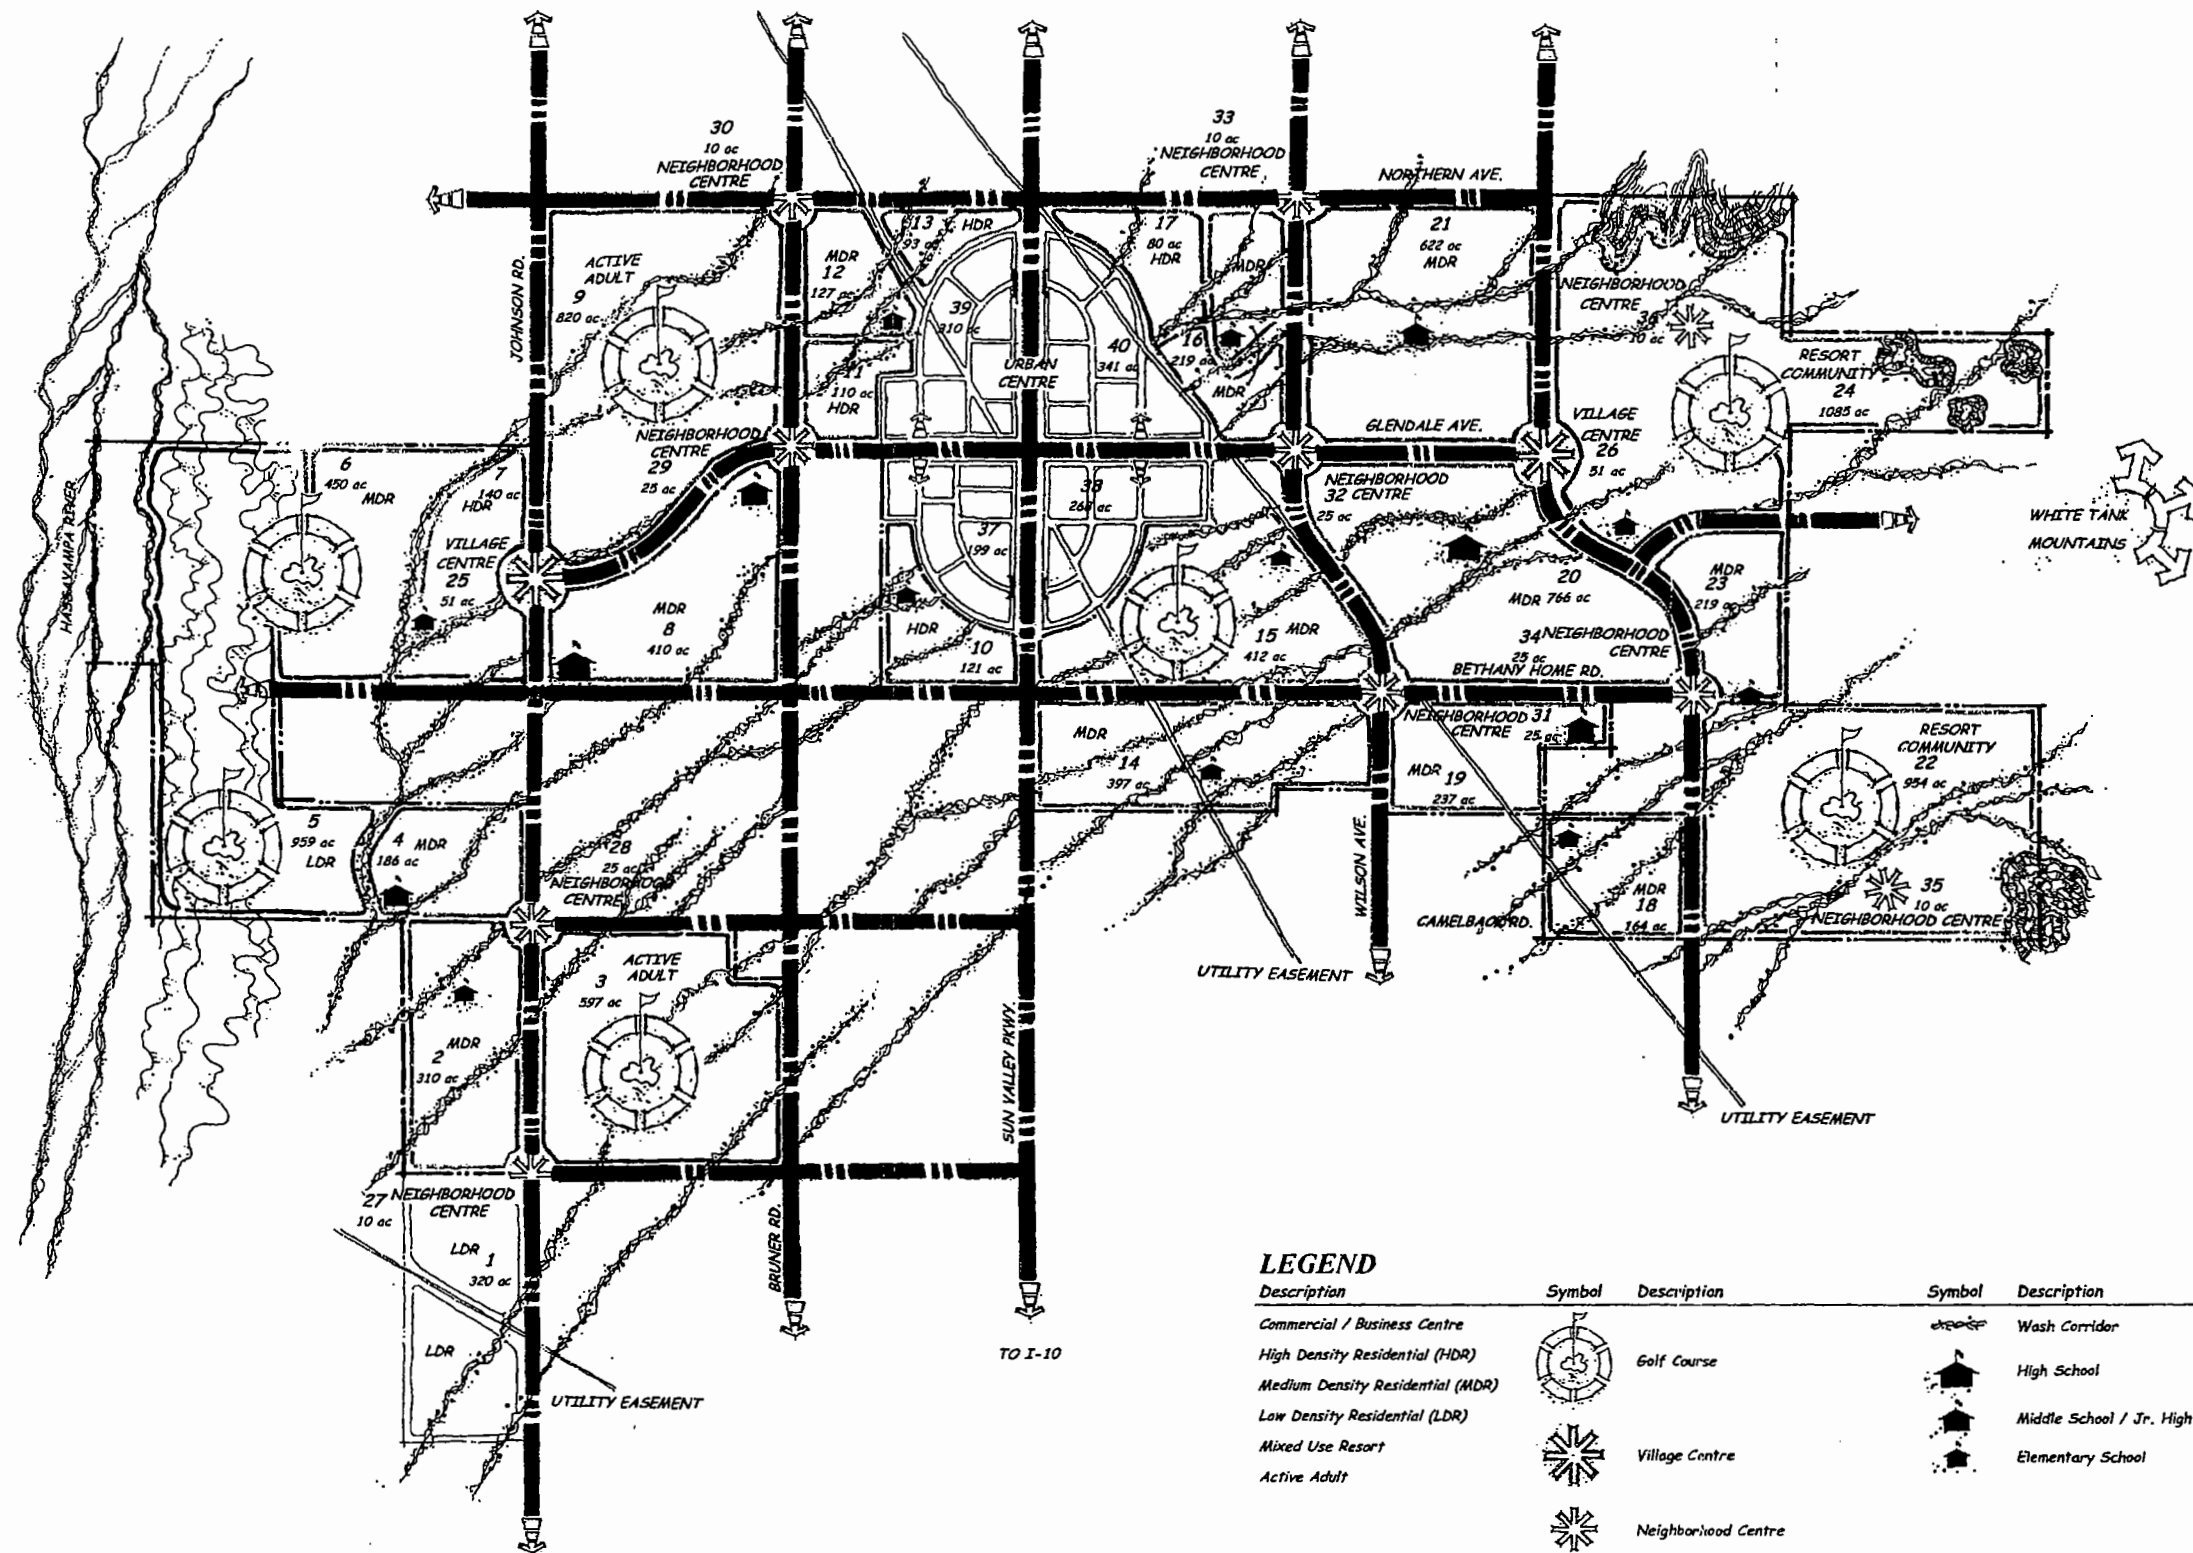 30
10 ac
NEIGHBORHOOD
CENTRE
33
10 ac
NEIGHBORHOOD
CENTRE
NORTHERN AVE.
13
93 ac
HDR
17
80 ac
HDR
21
622 ac
MDR
ACTIVE
ADULT
9
820 ac
JOHNSON RD.
MDR
12
127 ac
MDR
39
310 ac
40
341 ac
URBAN
CENTRE
16
219 ac
MDR
NEIGHBORHOOD
CENTRE
36
10 ac
RESORT
COMMUNITY
24
1085 ac
11
110 ac
HDR
NEIGHBORHOOD
CENTRE
29
25 ac
GLENDALE AVE.
VILLAGE
CENTRE
26
51 ac
6
450 ac
MDR
7
140 ac
HDR
NEIGHBORHOOD
32 CENTRE
25 ac
38
37
199 ac
WHITE TANK
MOUNTAINS
HASSAYAMPA RIVER
VILLAGE
CENTRE
25
51 ac
MDR
8
410 ac
HDR
10
121 ac
15 MDR
412 ac
20
MDR 766 ac
MDR
23
219 ac
34 NEIGHBORHOOD
25 ac CENTRE
BETHANY HOME RD.
NEIGHBORHOOD 31
CENTRE 25 ac
MDR
14
397 ac
MDR 19
237 ac
RESORT
COMMUNITY
22
954 ac
5
959 ac
LDR
4 MDR
186 ac
28
25 ac
NEIGHBORHOOD
CENTRE
WILSON AVE.
CAMELBACK RD.
MDR
18
164 ac
35
10 ac
NEIGHBORHOOD CENTRE
ACTIVE
ADULT
3
597 ac
UTILITY EASEMENT
MDR
2
310 ac
SUN VALLEY PKWY.
UTILITY EASEMENT
27 NEIGHBORHOOD
10 ac CENTRE
LDR 1
320 ac
BRUNER RD.
LDR
UTILITY EASEMENT
TO I-10
LEGEND
Description Symbol Description Symbol Description
Commercial / Business Centre
High Density Residential (HDR)
Medium Density Residential (MDR)
Low Density Residential (LDR)
Mixed Use Resort
Active Adult
Golf Course
Village Centre
Neighborhood Centre
Wash Corridor
High School
Middle School / Jr. High
Elementary School